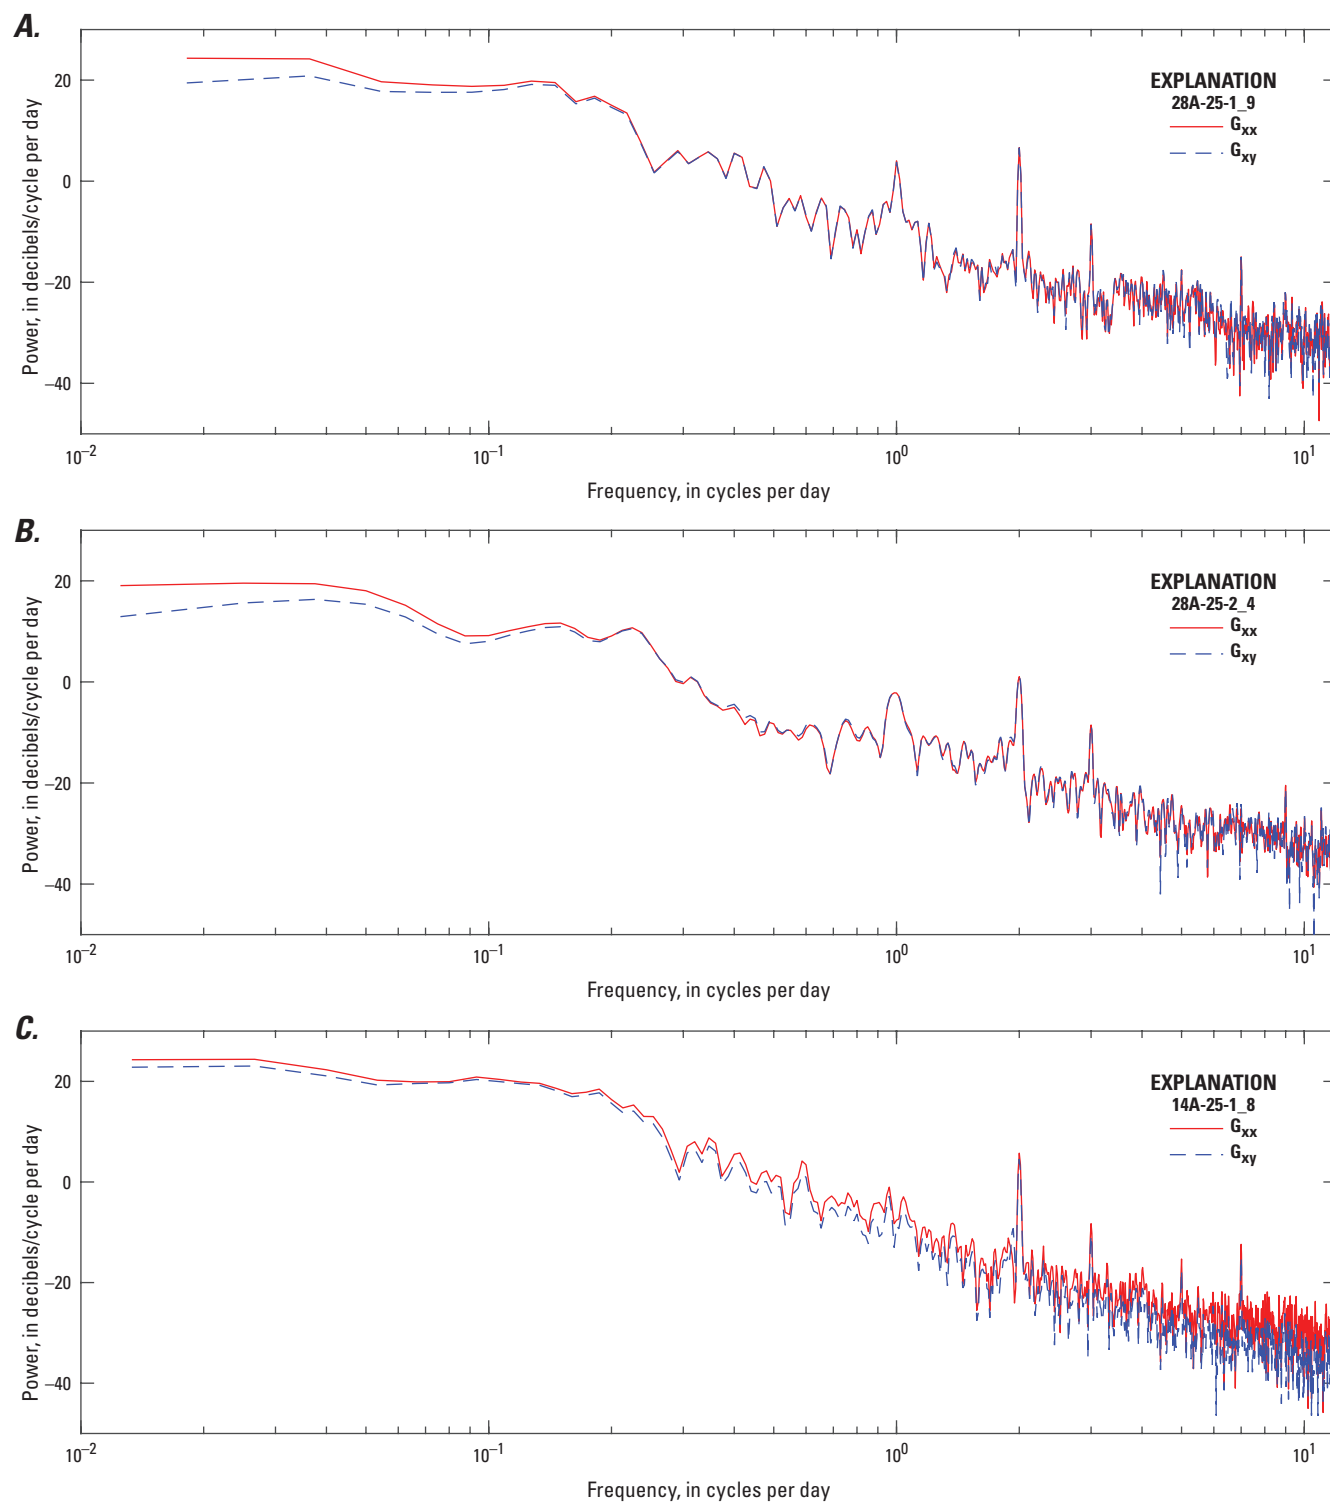 A.
Power, in decibels/cycle per day
20
0
−20
−40
EXPLANATION
28A-25-1_9
Gxx
Gxy
10−2
10−1
100
101
Frequency, in cycles per day
B.
Power, in decibels/cycle per day
20
0
−20
−40
EXPLANATION
28A-25-2_4
Gxx
Gxy
10−2
10−1
100
101
Frequency, in cycles per day
C.
Power, in decibels/cycle per day
20
0
−20
−40
EXPLANATION
14A-25-1_8
Gxx
Gxy
10−2
10−1
100
101
Frequency, in cycles per day